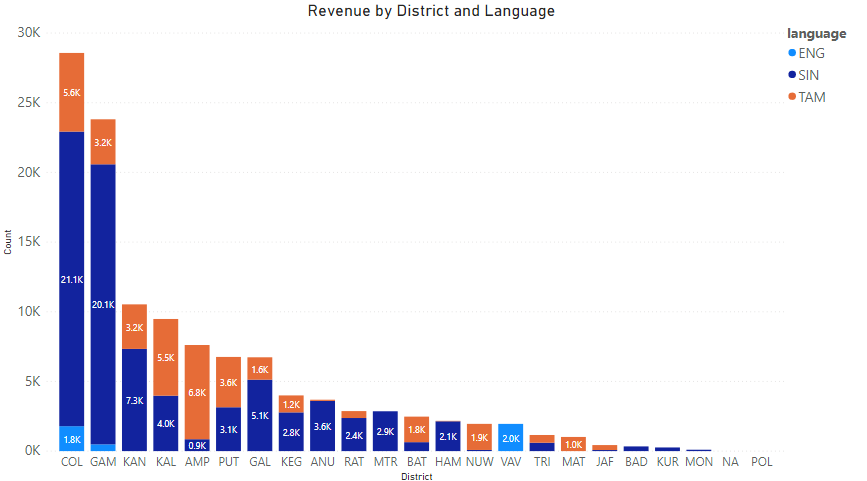 Revenue by District and Language
language
ENG
SIN
TAM
30K
25K
20K
15K
10K
5K
0K
Count
5.6K
21.1K
1.8K
3.2K
20.1K
3.2K
7.3K
5.5K
4.0K
6.8K
0.9K
3.6K
3.1K
1.6K
5.1K
1.2K
2.8K
3.6K
2.4K
2.9K
1.8K
2.1K
1.9K
2.0K
1.0K
COL GAM KAN KAL AMP PUT GAL KEG ANU RAT MTR BAT HAM NUW VAV TRI MAT JAF BAD KUR MON NA POL
District